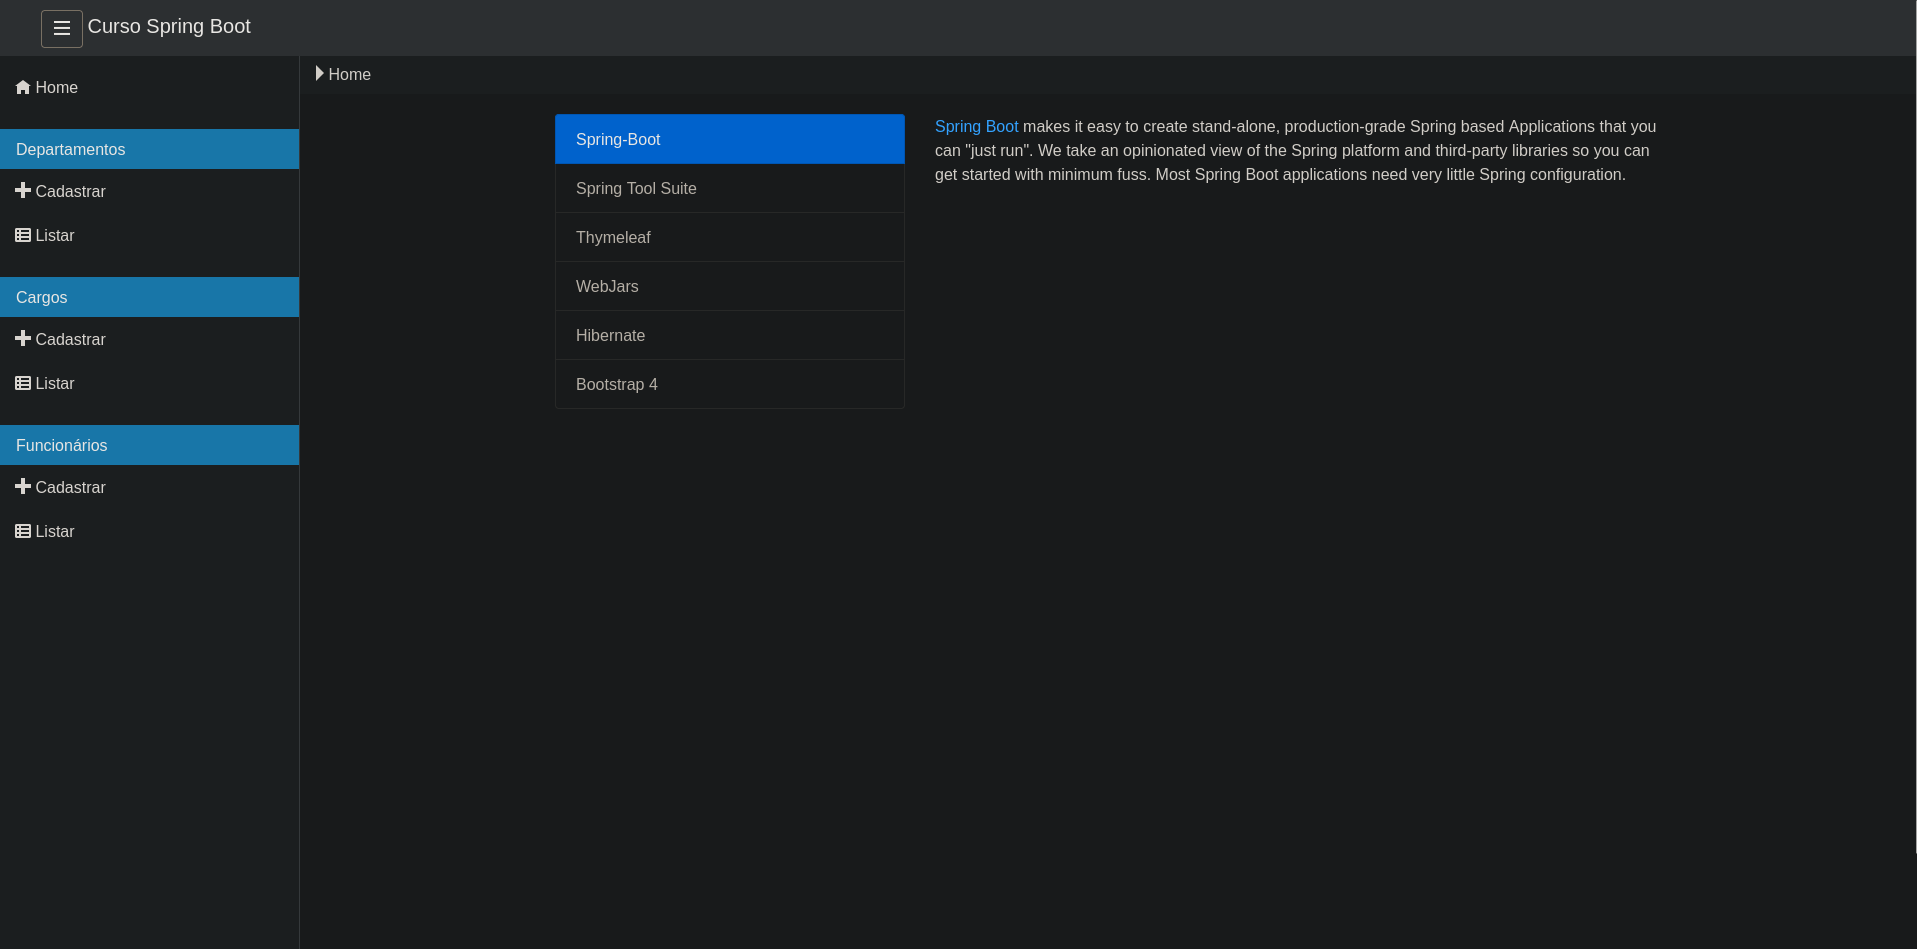 Curso Spring Boot
Home
Departamentos
Cadastrar
Listar
Cargos
Cadastrar
Listar
Funcionários
Cadastrar
Listar
Home
Spring-Boot
Spring Tool Suite
Thymeleaf
WebJars
Hibernate
Bootstrap 4
Spring Boot makes it easy to create stand-alone, production-grade Spring based Applications that you
can "just run". We take an opinionated view of the Spring platform and third-party libraries so you can
get started with minimum fuss. Most Spring Boot applications need very little Spring configuration.